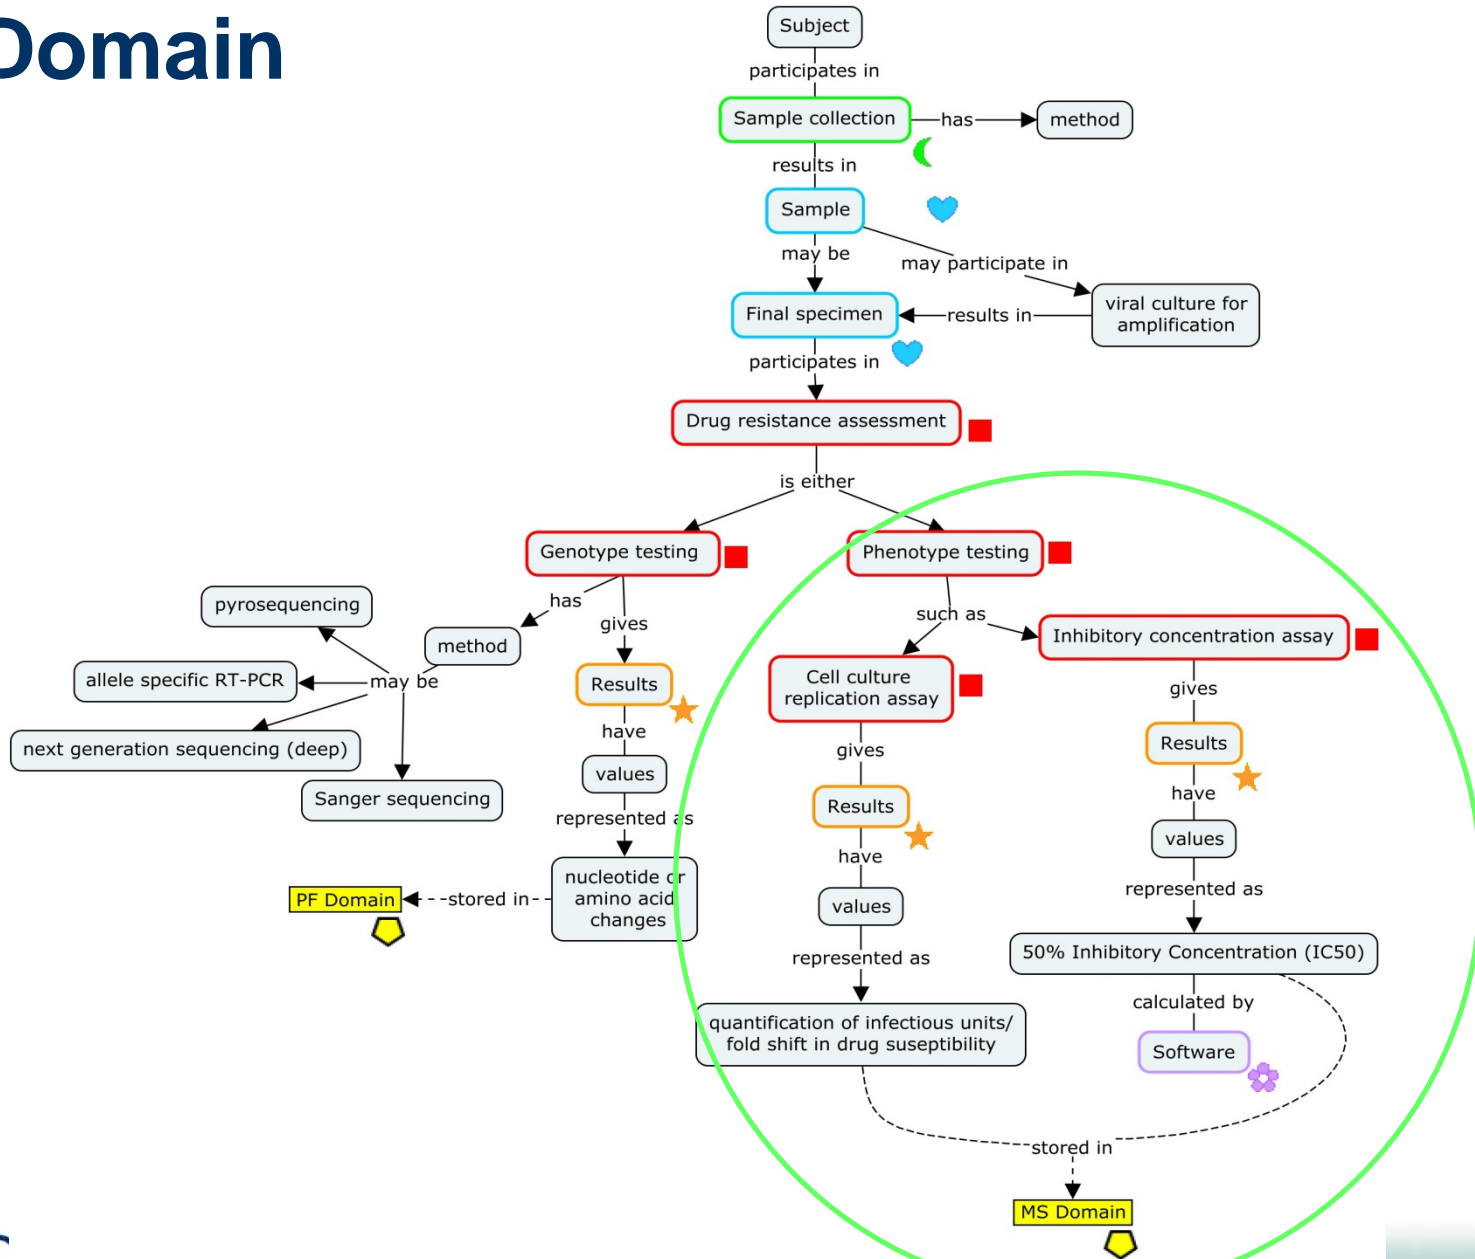 Domain
Subject
participates in
Sample collection
has
method
results in
Sample
may be
may participate in
viral culture for
amplification
Final specimen
results in
participates in
Drug resistance assessment
is either
Genotype testing
Phenotype testing
has
gives
method
pyrosequencing
allele specific RT-PCR
may be
next generation sequencing (deep)
Sanger sequencing
Results
have
values
represented as
nucleotide or
amino acid
changes
stored in
PF Domain
such as
Cell culture
replication assay
gives
Results
have
values
represented as
quantification of infectious units/
fold shift in drug suseptibility
Inhibitory concentration assay
gives
Results
have
values
represented as
50% Inhibitory Concentration (IC50)
calculated by
Software
stored in
MS Domain